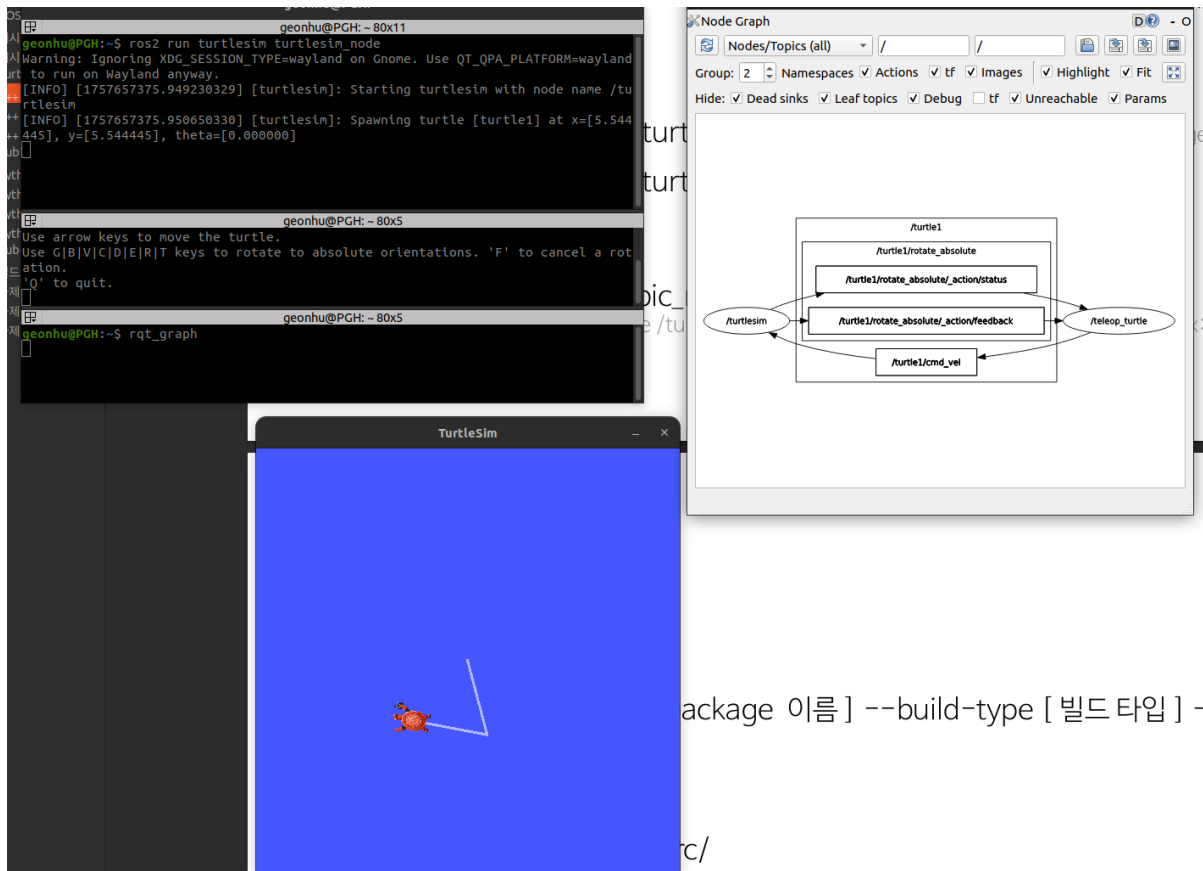 geonhu@PGH: ~ 80x11
geonhu@PGH:~$ ros2 run turtlesim turtlesim_node
Warning: Ignoring XDG_SESSION_TYPE=wayland on Gnome. Use QT_QPA_PLATFORM=wayland
to run on Wayland anyway.
[INFO] [1757657375.949230329] [turtlesim]: Starting turtlesim with node name /tu
rtlesim
[INFO] [1757657375.950650330] [turtlesim]: Spawning turtle [turtle1] at x=[5.544
445], y=[5.544445], theta=[0.000000]
geonhu@PGH: ~ 80x5
Use arrow keys to move the turtle.
Use G|B|V|C|D|E|R|T keys to rotate to absolute orientations. 'F' to cancel a rot
ation.
'Q' to quit.
geonhu@PGH: ~ 80x5
geonhu@PGH:~$ rqt_graph
Node Graph
D
- O
Nodes/Topics (all)
/
/
Group: 2 Namespaces Actions tf Images Highlight Fit
Hide: Dead sinks Leaf topics Debug tf Unreachable Params
/turtle1
/turtle1/rotate_absolute
/turtle1/rotate_absolute/_action/status
/turtlesim
/turtle1/rotate_absolute/_action/feedback
/teleop_turtle
/turtle1/cmd_vel
turt
turt
pic_
/tu
TurtleSim
ackage 이름 ] --build-type [ 빌드 타입 ] -
rc/